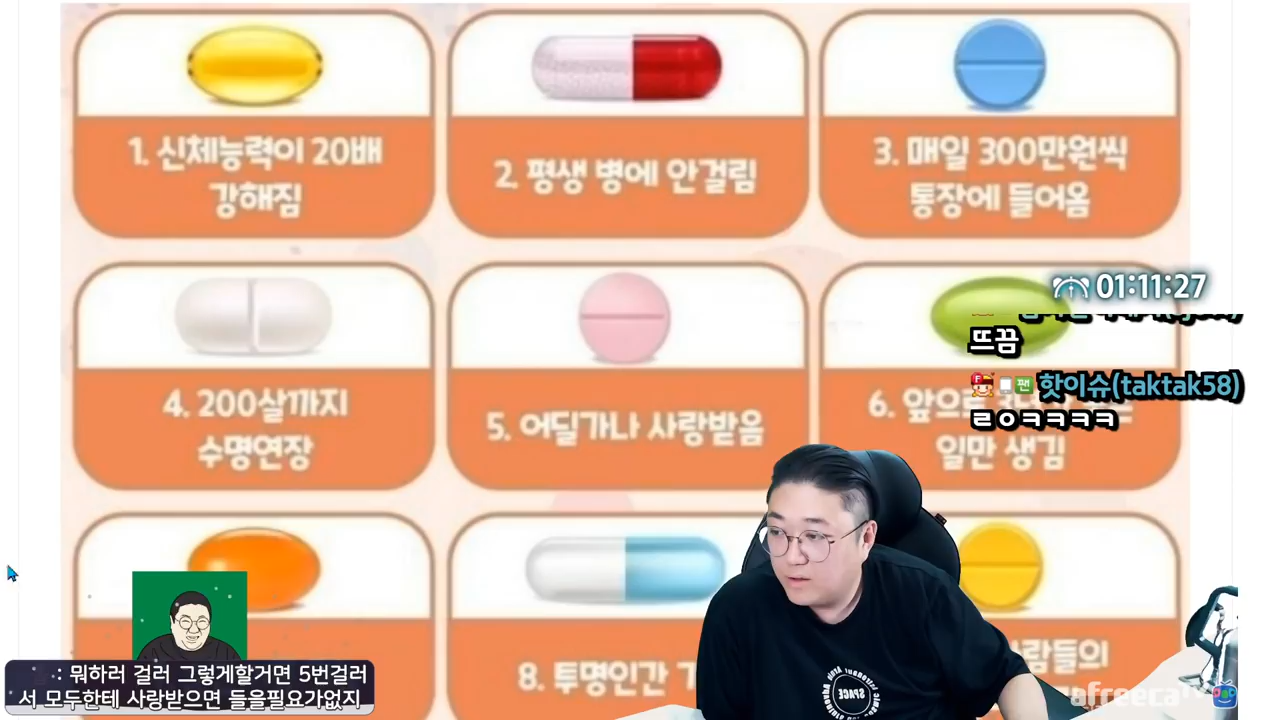 1. 신체능력이 20배
강해짐
2. 평생 병에 안걸림
3. 매일 300만원씩
통장에 들어옴
01:11:27
뜨끔
핫이슈(taktak58)
ㄹㅇㅋㅋㅋㅋ
4. 200살까지
수명연장
5. 어딜가나 사랑받음
6. 앞으로
일만 생김
8. 투명인간
: 뭐하러 걸러 그렇게할거면 5번걸러
서 모두한테 사랑받으면 들을필요가없지
SPACE
afreecaTV